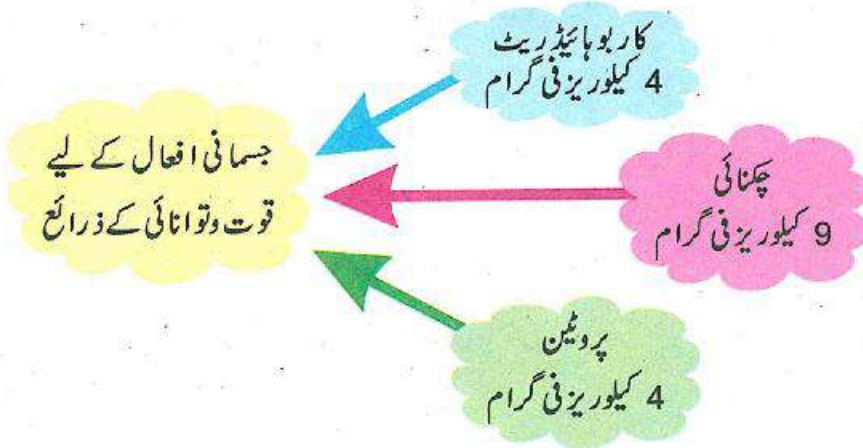 کاربوہائیڈریٹ
4 کیلوریز فی گرام
چکنائی
9 کیلوریز فی گرام
پروٹین
4 کیلوریز فی گرام
جسمانی افعال کے لیے
قوت وتوانائی کے ذرائع